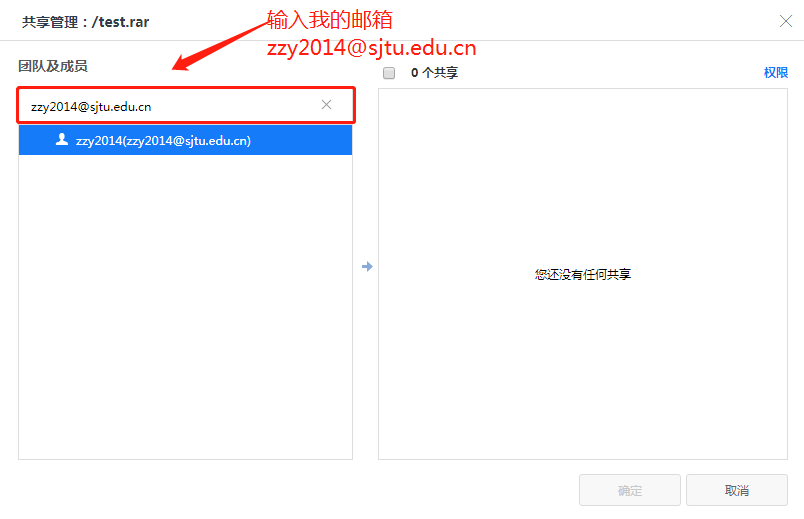 共享管理：/test.rar
输入我的邮箱
zzy2014@sjtu.edu.cn
团队及成员
0 个共享
权限
zzy2014@sjtu.edu.cn
zzy2014(zzy2014@sjtu.edu.cn)
您还没有任何共享
确定
取消